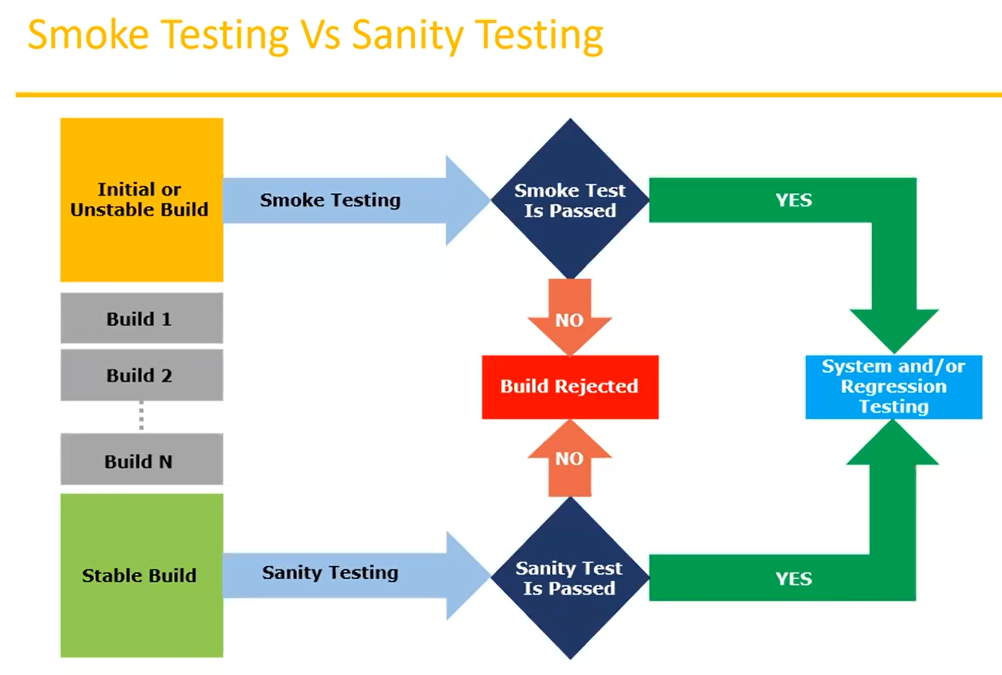 Smoke Testing Vs Sanity Testing
Initial or
Unstable Build
Smoke Testing
Smoke Test
Is Passed
YES
NO
Build 1
Build 2
Build N
Build Rejected
System and/or
Regression
Testing
NO
Stable Build
Sanity Testing
Sanity Test
Is Passed
YES